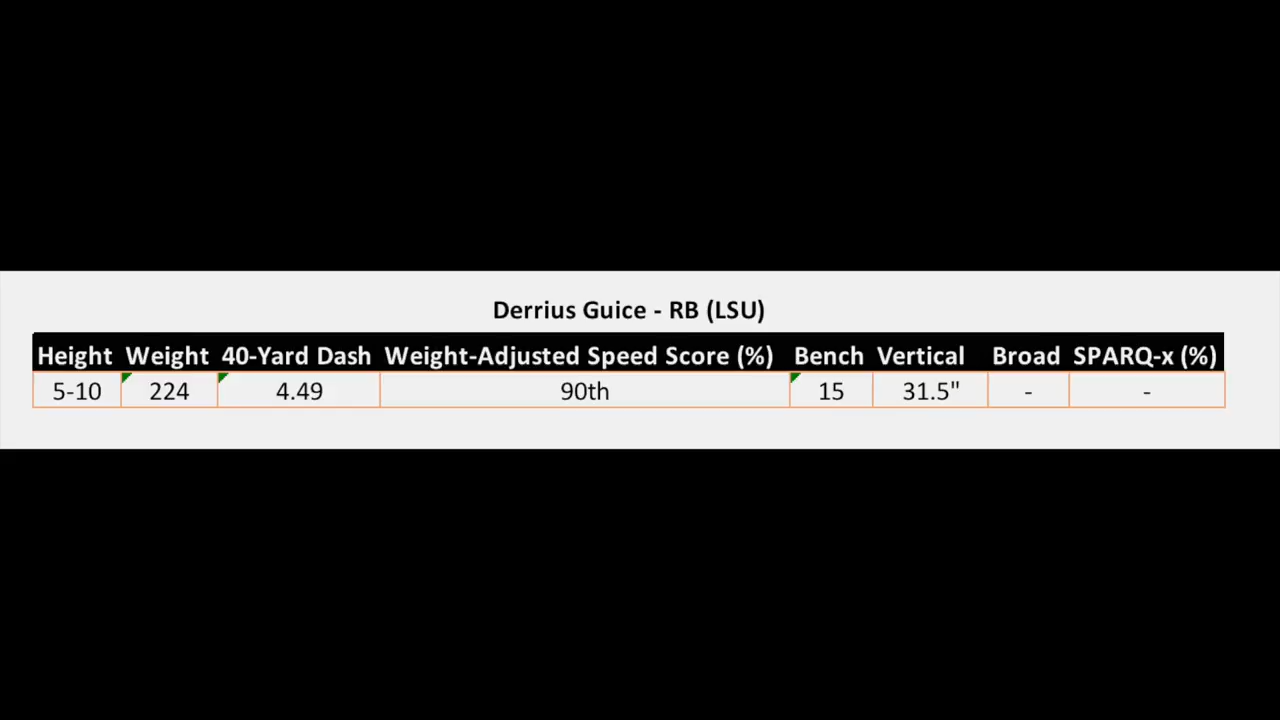 Derrius Guice - RB (LSU)
Height Weight 40-Yard Dash Weight-Adjusted Speed Score (%) Bench Vertical Broad SPARQ-x (%)
5-10 224 4.49 90th 15 31.5" - -